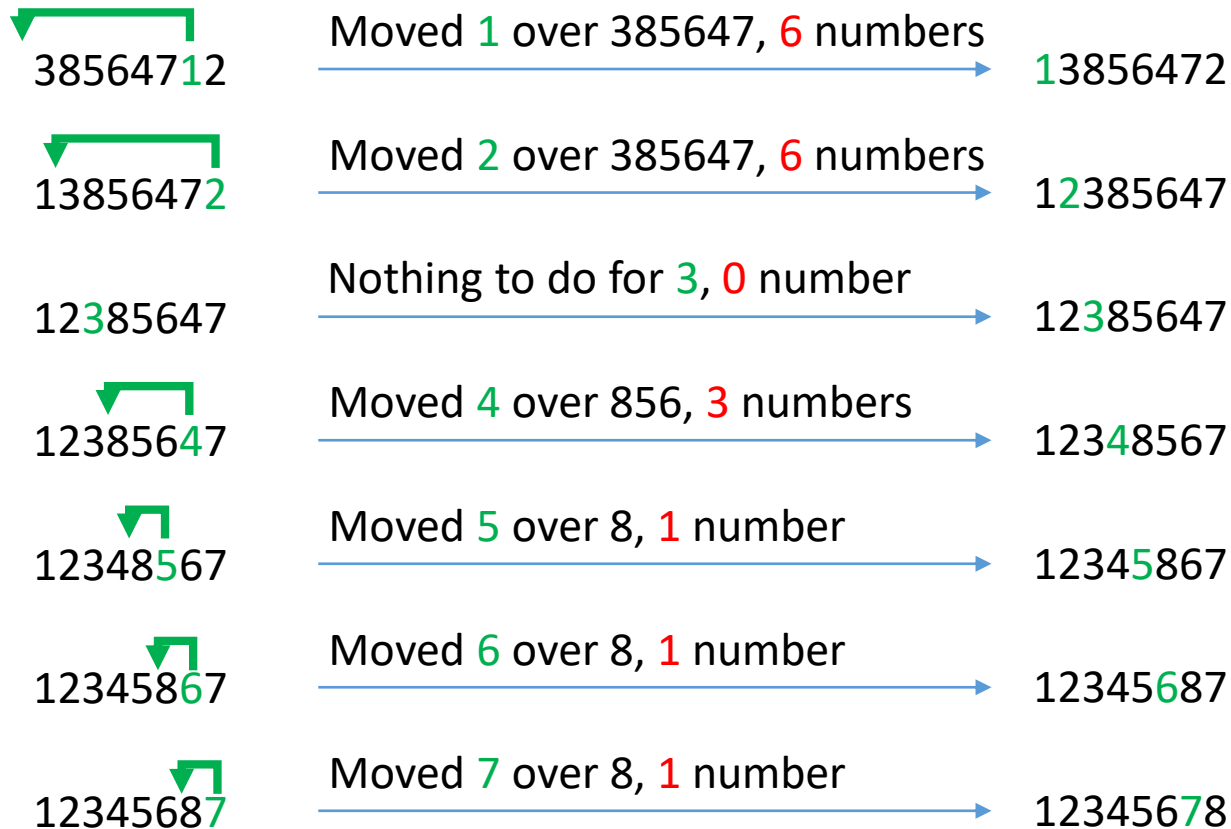 Moved 1 over 385647, 6 numbers
38564712 13856472
Moved 2 over 385647, 6 numbers
13856472 12385647
Nothing to do for 3, 0 number
12385647 12385647
Moved 4 over 856, 3 numbers
12385647 12348567
Moved 5 over 8, 1 number
12348567 12345867
Moved 6 over 8, 1 number
12345867 12345687
Moved 7 over 8, 1 number
12345687 12345678